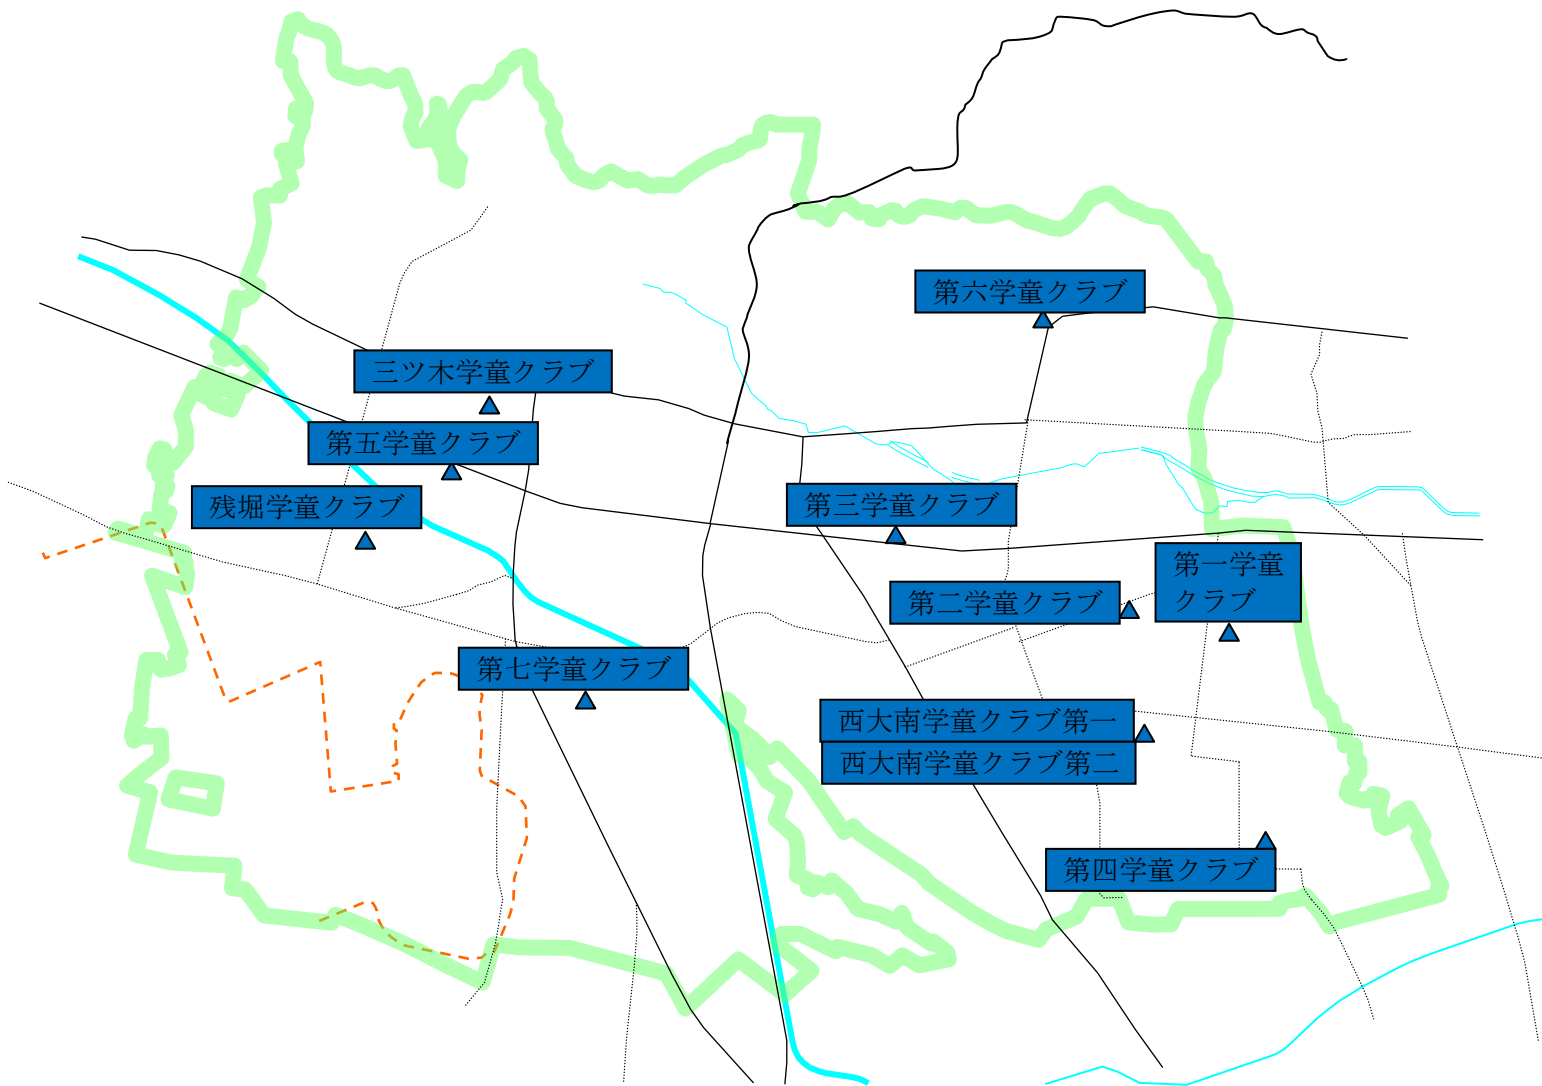 第六学童クラブ
三ツ木学童クラブ
第五学童クラブ
残堀学童クラブ
第三学童クラブ
第一学童
クラブ
第二学童クラブ
第七学童クラブ
西大南学童クラブ第一
西大南学童クラブ第二
第四学童クラブ